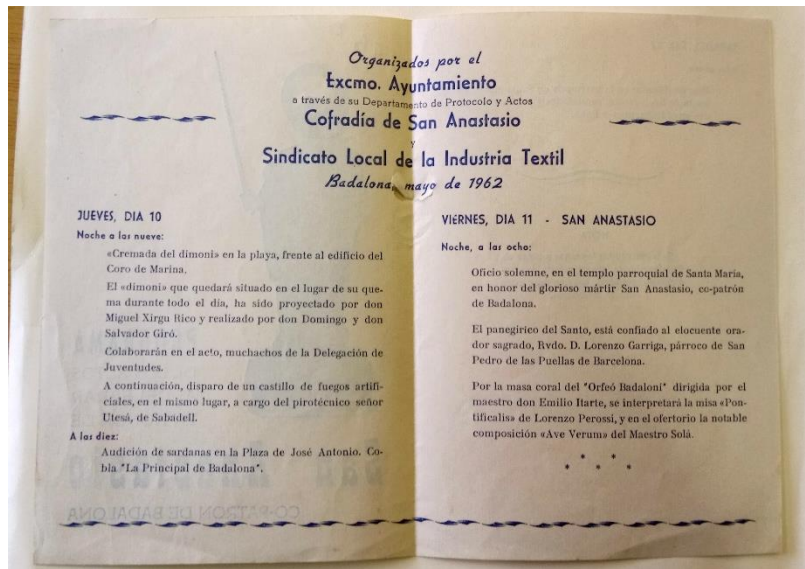 Organizados por el
Excmo. Ayuntamiento
a través de su Departamento de Protocolo y Actos
Cofradía de San Anastasio
y
Sindicato Local de la Industria Textil
Badalona, mayo de 1962
JUEVES, DIA 10
Noche a las nueve:
«Cremada del dimoni» en la playa, frente al edificio del
Coro de Marina.
El «dimoni» que quedará situado en el lugar de su que-
ma durante todo el día, ha sido proyectado por don
Miguel Xirgu Rico y realizado por don Domingo y don
Salvador Giró.
Colaborarán en el acto, muchachos de la Delegación de
Juventudes.
A continuación, disparo de un castillo de fuegos artifi-
ciales, en el mismo lugar, a cargo del pirotécnico señor
Utesá, de Sabadell.
A las diez:
Audición de sardanas en la Plaza de José Antonio. Co-
bla "La Principal de Badalona".
VIERNES, DIA 11 - SAN ANASTASIO
Noche, a las ocho:
Oficio solemne, en el templo parroquial de Santa María,
en honor del glorioso mártir San Anastasio, co-patrón
de Badalona.
El panegírico del Santo, está confiado al elocuente ora-
dor sagrado, Rvdo. D. Lorenzo Garriga, párroco de San
Pedro de las Puellas de Barcelona.
Por la masa coral del "Orfeó Badaloní" dirigida por el
maestro don Emilio Itarte, se interpretará la misa «Pon-
tificalis» de Lorenzo Perossi, y en el ofertorio la notable
composición «Ave Verum» del Maestro Solá.
San Anastasio
CO-PATRON DE BADALONA